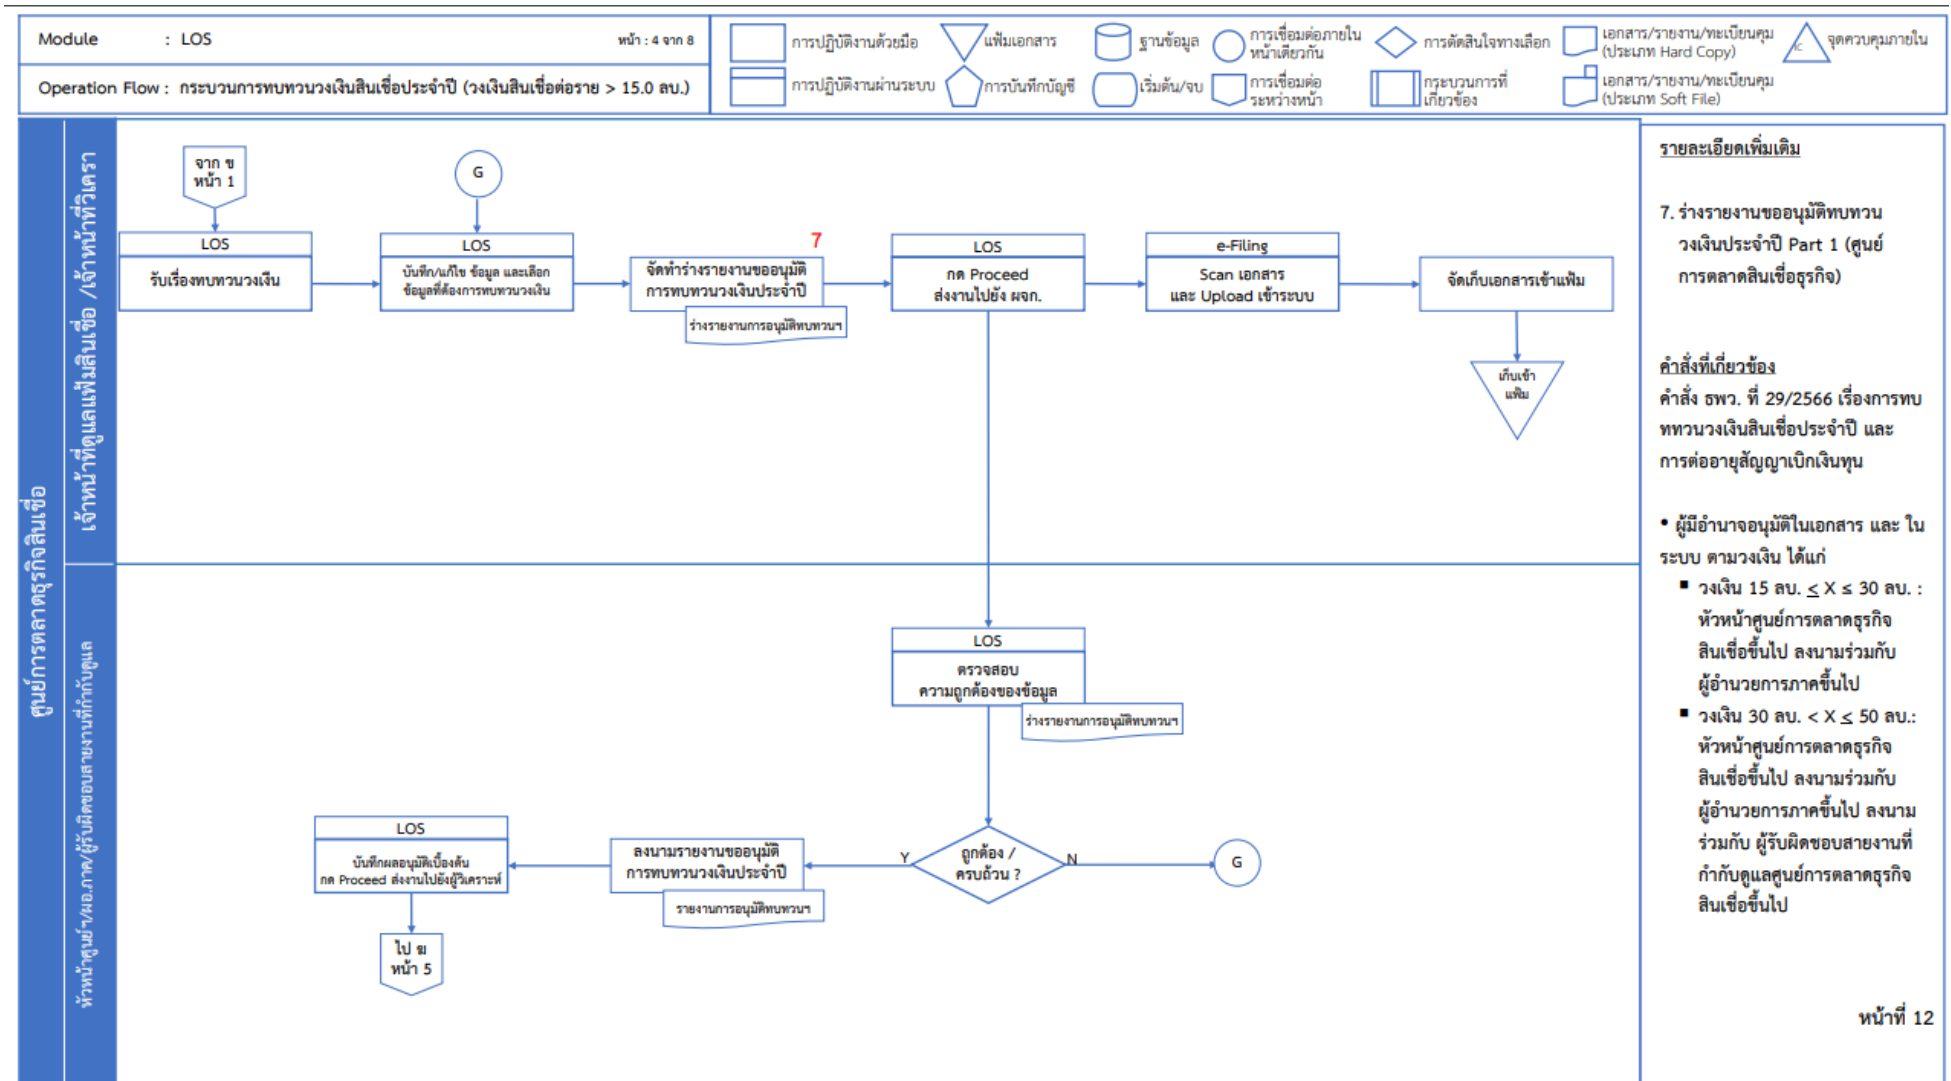 Module : LOS
หน้า : 4 จาก 8
Operation Flow : กระบวนการทบทวนวงเงินสินเชื่อประจำปี (วงเงินสินเชื่อต่อราย > 15.0 ลบ.)
การปฏิบัติงานด้วยมือ
แฟ้มเอกสาร
ฐานข้อมูล
การเชื่อมต่อภายใน
หน้าเดียวกัน
การตัดสินใจทางเลือก
เอกสาร/รายงาน/ทะเบียนคุม
(ประเภท Hard Copy)
IC
จุดควบคุมภายใน
การปฏิบัติงานผ่านระบบ
การบันทึกบัญชี
เริ่มต้น/จบ
การเชื่อมต่อ
ระหว่างหน้า
กระบวนการที่
เกี่ยวข้อง
เอกสาร/รายงาน/ทะเบียนคุม
(ประเภท Soft File)
ศูนย์การตลาดธุรกิจสินเชื่อ
เจ้าหน้าที่ดูแลแฟ้มสินเชื่อ /เจ้าหน้าที่วิเครา
จาก ข
หน้า 1
G
LOS
รับเรื่องทบทวนวงเงิน
LOS
บันทึก/แก้ไข ข้อมูล และเลือก
ข้อมูลที่ต้องการทบทวนวงเงิน
7
จัดทำร่างรายงานขออนุมัติ
การทบทวนวงเงินประจำปี
ร่างรายงานการอนุมัติทบทวนฯ
LOS
กด Proceed
ส่งงานไปยัง ผจก.
e-Filing
Scan เอกสาร
และ Upload เข้าระบบ
จัดเก็บเอกสารเข้าแฟ้ม
เก็บเข้า
แฟ้ม
หัวหน้าศูนย์ฯ/ผอ.ภาค/ผู้รับผิดชอบสายงานที่กำกับดูแล
LOS
ตรวจสอบ
ความถูกต้องของข้อมูล
ร่างรายงานการอนุมัติทบทวนฯ
ถูกต้อง /
ครบถ้วน ?
Y
N
G
ลงนามรายงานขออนุมัติ
การทบทวนวงเงินประจำปี
รายงานการอนุมัติทบทวนฯ
LOS
บันทึกผลอนุมัติเบื้องต้น
กด Proceed ส่งงานไปยังผู้วิเคราะห์
ไป ฆ
หน้า 5
รายละเอียดเพิ่มเติม
7. ร่างรายงานขออนุมัติทบทวน
วงเงินประจำปี Part 1 (ศูนย์
การตลาดสินเชื่อธุรกิจ)
คำสั่งที่เกี่ยวข้อง
คำสั่ง ธพว. ที่ 29/2566 เรื่องการทบ
ททวนวงเงินสินเชื่อประจำปี และ
การต่ออายุสัญญาเบิกเงินทุน
• ผู้มีอำนาจอนุมัติในเอกสาร และ ใน
ระบบ ตามวงเงิน ได้แก่
▪ วงเงิน 15 ลบ. < X ≤ 30 ลบ. :
หัวหน้าศูนย์การตลาดธุรกิจ
สินเชื่อขึ้นไป ลงนามร่วมกับ
ผู้อำนวยการภาคขึ้นไป
▪ วงเงิน 30 ลบ. < X ≤ 50 ลบ.:
หัวหน้าศูนย์การตลาดธุรกิจ
สินเชื่อขึ้นไป ลงนามร่วมกับ
ผู้อำนวยการภาคขึ้นไป ลงนาม
ร่วมกับ ผู้รับผิดชอบสายงานที่
กำกับดูแลศูนย์การตลาดธุรกิจ
สินเชื่อขึ้นไป
หน้าที่ 12